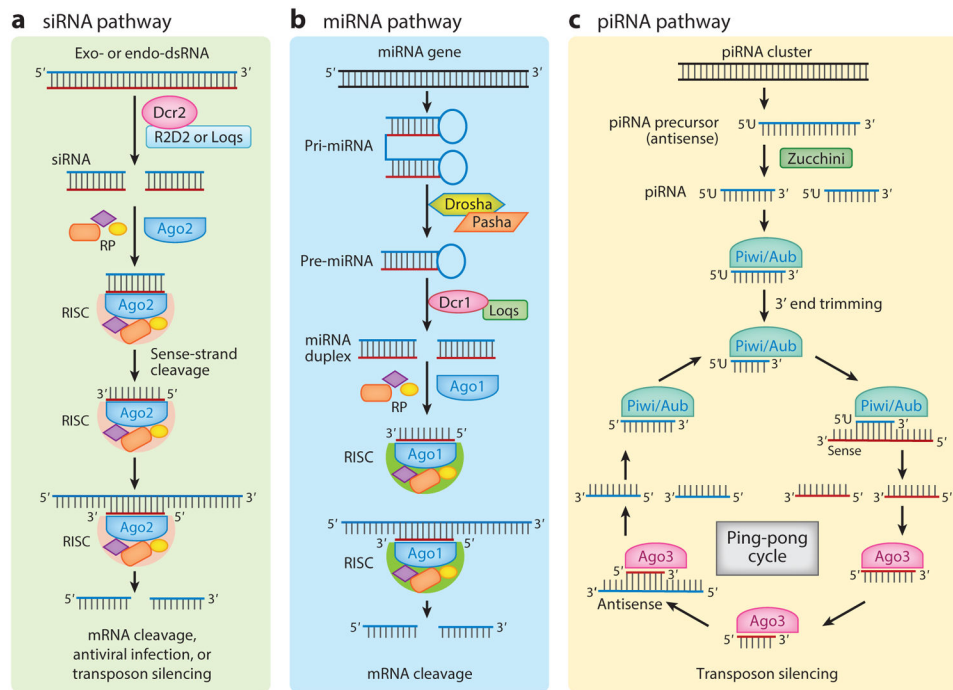 a siRNA pathway
Exo- or endo-dsRNA
5′ 3′
Dcr2
R2D2 or Loqs
siRNA
RP
Ago2
Ago2
RISC
Sense-strand
cleavage
3′ 5′
Ago2
RISC
5′ 3′
3′ 5′
Ago2
RISC
5′ 3′
mRNA cleavage,
antiviral infection, or
transposon silencing
b miRNA pathway
miRNA gene
5′ 3′
Pri-miRNA
Drosha
Pasha
Pre-miRNA
Dcr1
Loqs
miRNA
duplex
RP
Ago1
3′ 5′
Ago1
RISC
5′ 3′
3′ 5′
Ago1
RISC
5′ 3′
mRNA cleavage
c piRNA pathway
piRNA cluster
piRNA precursor
(antisense)
5′U 3′
Zucchini
piRNA
5′U 3′ 5′U 3′
Piwi/Aub
5′U 3′
3′ end trimming
Piwi/Aub
5′U 3′
Piwi/Aub
5′ 3′
Piwi/Aub
5′U 3′
3′ 5′
Sense
3′ 5′ 3′ 5′
3′ 5′ 3′ 5′
Ping-pong
cycle
Ago3
5′ 3′
3′ 5′
Antisense
Ago3
5′ 3′
Ago3
5′ 3′
Transposon silencing